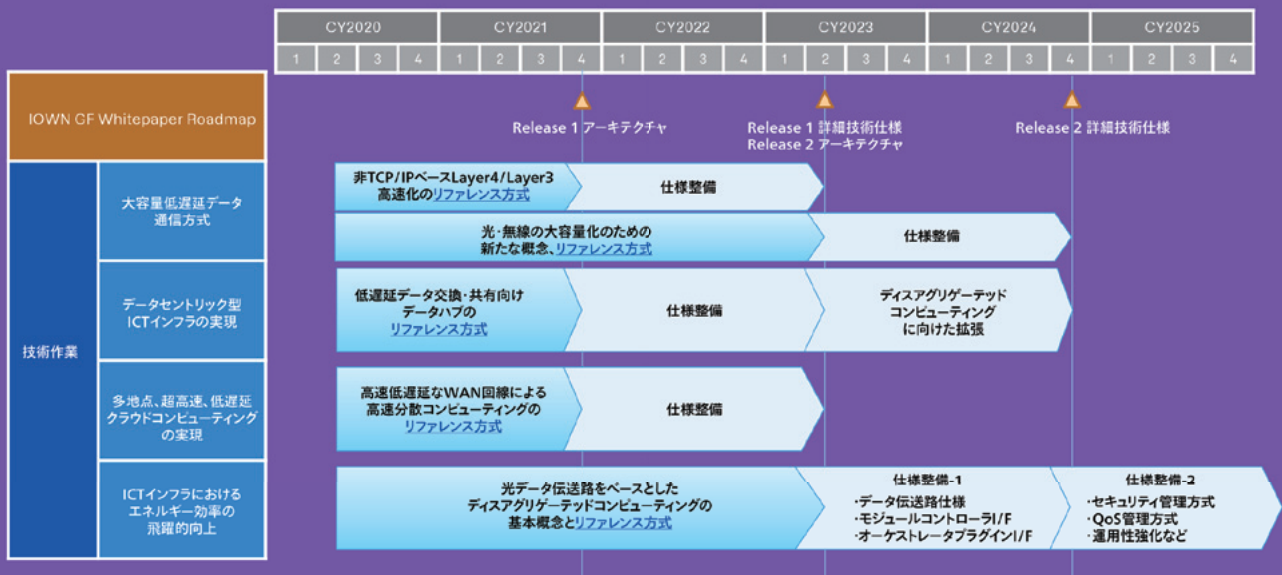 CY2020 CY2021 CY2022 CY2023 CY2024 CY2025
1 2 3 4 1 2 3 4 1 2 3 4 1 2 3 4 1 2 3 4 1 2 3 4
IOWN GF Whitepaper Roadmap
Release 1 アーキテクチャ
Release 1 詳細技術仕様
Release 2 アーキテクチャ
Release 2 詳細技術仕様
技術作業
大容量低遅延データ
通信方式
非TCP/IPベースLayer4/Layer3
高速化のリファレンス方式
仕様整備
光・無線の大容量化のための
新たな概念、リファレンス方式
仕様整備
データセントリック型
ICTインフラの実現
低遅延データ交換・共有向け
データハブの
リファレンス方式
仕様整備
ディスアグリゲーテッド
コンピューティング
に向けた拡張
多地点、超高速、低遅延
クラウドコンピューティング
の実現
高速低遅延なWAN回線による
高速分散コンピューティングの
リファレンス方式
仕様整備
ICTインフラにおける
エネルギー効率の
飛躍的向上
光データ伝送路をベースとした
ディスアグリゲーテッドコンピューティングの
基本概念とリファレンス方式
仕様整備-1
・データ伝送路仕様
・モジュールコントローラI/F
・オーケストレータプラグインI/F
仕様整備-2
・セキュリティ管理方式
・QoS管理方式
・運用性強化など